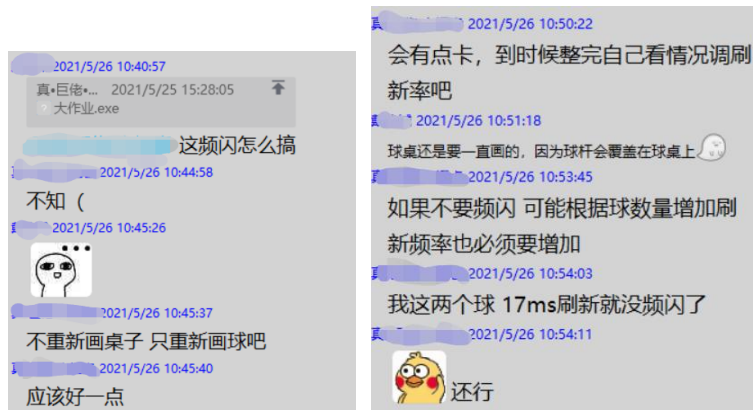 2021/5/26 10:40:57
真•巨佬•... 2021/5/25 15:28:05
大作业.exe
这频闪怎么搞
2021/5/26 10:44:58
不知（
2021/5/26 10:45:26
2021/5/26 10:45:37
不重新画桌子 只重新画球吧
2021/5/26 10:45:40
应该好一点
真 2021/5/26 10:50:22
会有点卡，到时候整完自己看情况调刷
新率吧
2021/5/26 10:51:18
球桌还是要一直画的，因为球杆会覆盖在球桌上
2021/5/26 10:53:45
如果不要频闪 可能根据球数量增加刷
新频率也必须要增加
2021/5/26 10:54:03
我这两个球 17ms刷新就没频闪了
2021/5/26 10:54:11
还行